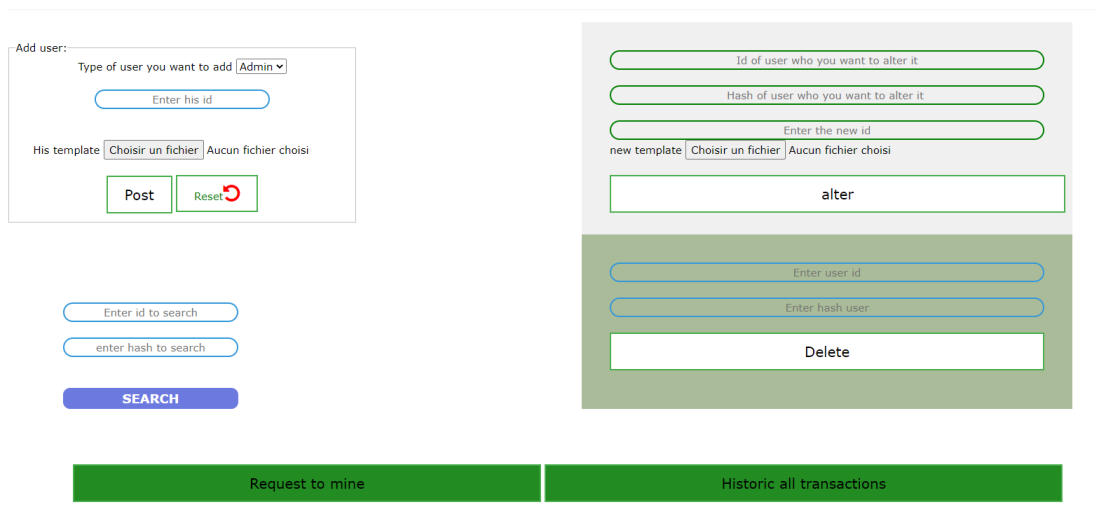 Add user:
Type of user you want to add Admin
Enter his id
His template Choisir un fichier Aucun fichier choisi
Post Reset
Id of user who you want to alter it
Hash of user who you want to alter it
Enter the new id
new template Choisir un fichier Aucun fichier choisi
alter
Enter id to search
enter hash to search
SEARCH
Enter user id
Enter hash user
Delete
Request to mine Historic all transactions